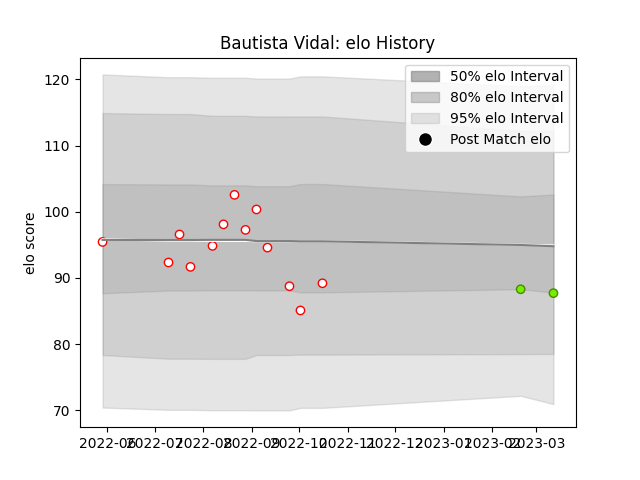 Bautista Vidal: elo History
50% elo Interval
80% elo Interval
95% elo Interval
Post Match elo
elo score
120
110
100
90
80
70
2022-06 2022-07 2022-08 2022-09 2022-10 2022-11 2022-12 2023-01 2023-02 2023-03